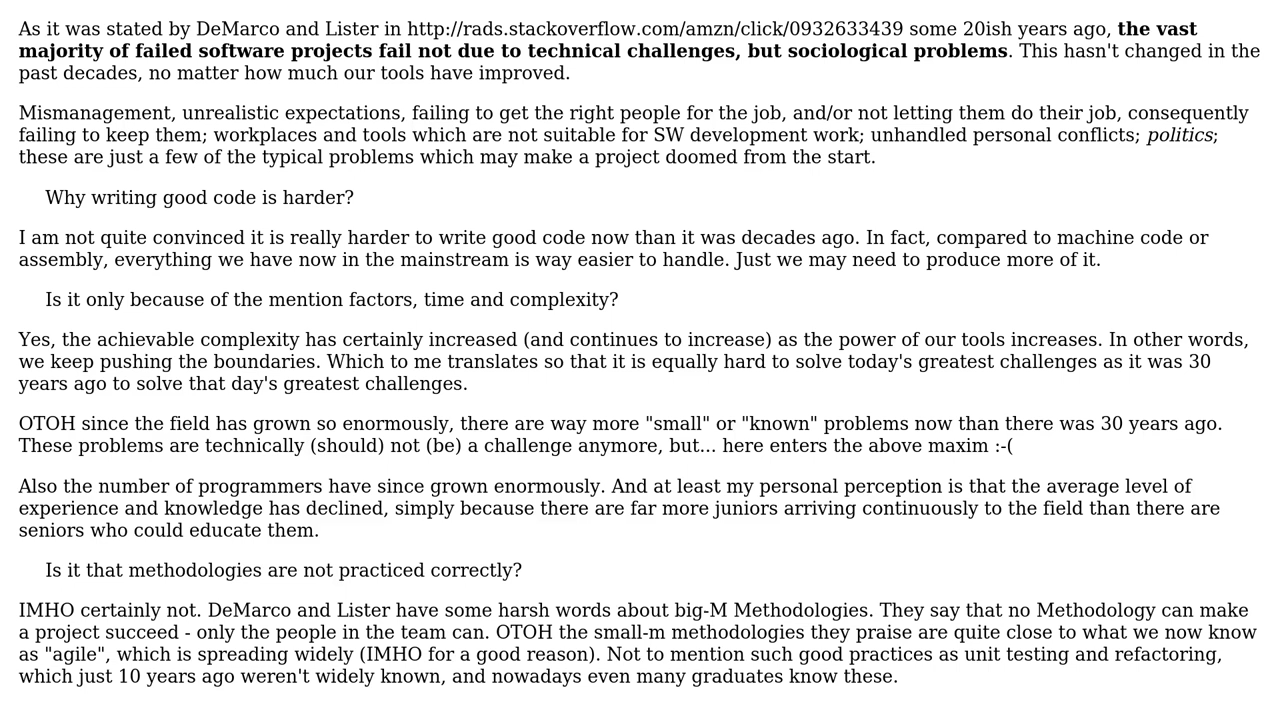 As it was stated by DeMarco and Lister in http://rads.stackoverflow.com/amzn/click/0932633439 some 20ish years ago, the vast
majority of failed software projects fail not due to technical challenges, but sociological problems. This hasn't changed in the
past decades, no matter how much our tools have improved.
Mismanagement, unrealistic expectations, failing to get the right people for the job, and/or not letting them do their job, consequently
failing to keep them; workplaces and tools which are not suitable for SW development work; unhandled personal conflicts; politics;
these are just a few of the typical problems which may make a project doomed from the start.
Why writing good code is harder?
I am not quite convinced it is really harder to write good code now than it was decades ago. In fact, compared to machine code or
assembly, everything we have now in the mainstream is way easier to handle. Just we may need to produce more of it.
Is it only because of the mention factors, time and complexity?
Yes, the achievable complexity has certainly increased (and continues to increase) as the power of our tools increases. In other words,
we keep pushing the boundaries. Which to me translates so that it is equally hard to solve today's greatest challenges as it was 30
years ago to solve that day's greatest challenges.
OTOH since the field has grown so enormously, there are way more "small" or "known" problems now than there was 30 years ago.
These problems are technically (should) not (be) a challenge anymore, but... here enters the above maxim :-(
Also the number of programmers have since grown enormously. And at least my personal perception is that the average level of
experience and knowledge has declined, simply because there are far more juniors arriving continuously to the field than there are
seniors who could educate them.
Is it that methodologies are not practiced correctly?
IMHO certainly not. DeMarco and Lister have some harsh words about big-M Methodologies. They say that no Methodology can make
a project succeed - only the people in the team can. OTOH the small-m methodologies they praise are quite close to what we now know
as "agile", which is spreading widely (IMHO for a good reason). Not to mention such good practices as unit testing and refactoring,
which just 10 years ago weren't widely known, and nowadays even many graduates know these.